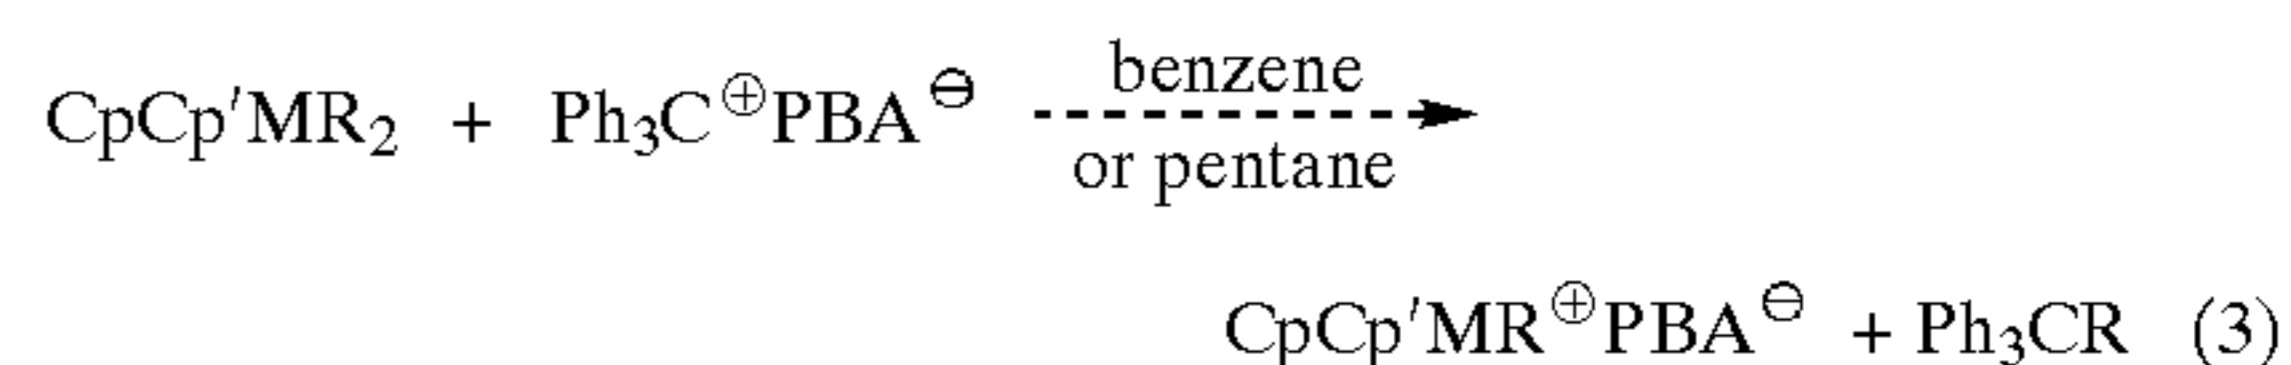 CpCp′MR₂ + Ph₃C⊕PBA⊖ benzene
or pentane
CpCp′MR⊕PBA⊖ + Ph₃CR (3)